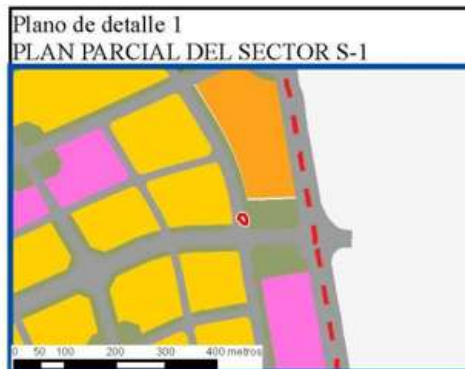 Plano de detalle 1
PLAN PARCIAL DEL SECTOR S-1
0 50 100 200 300 400 metros